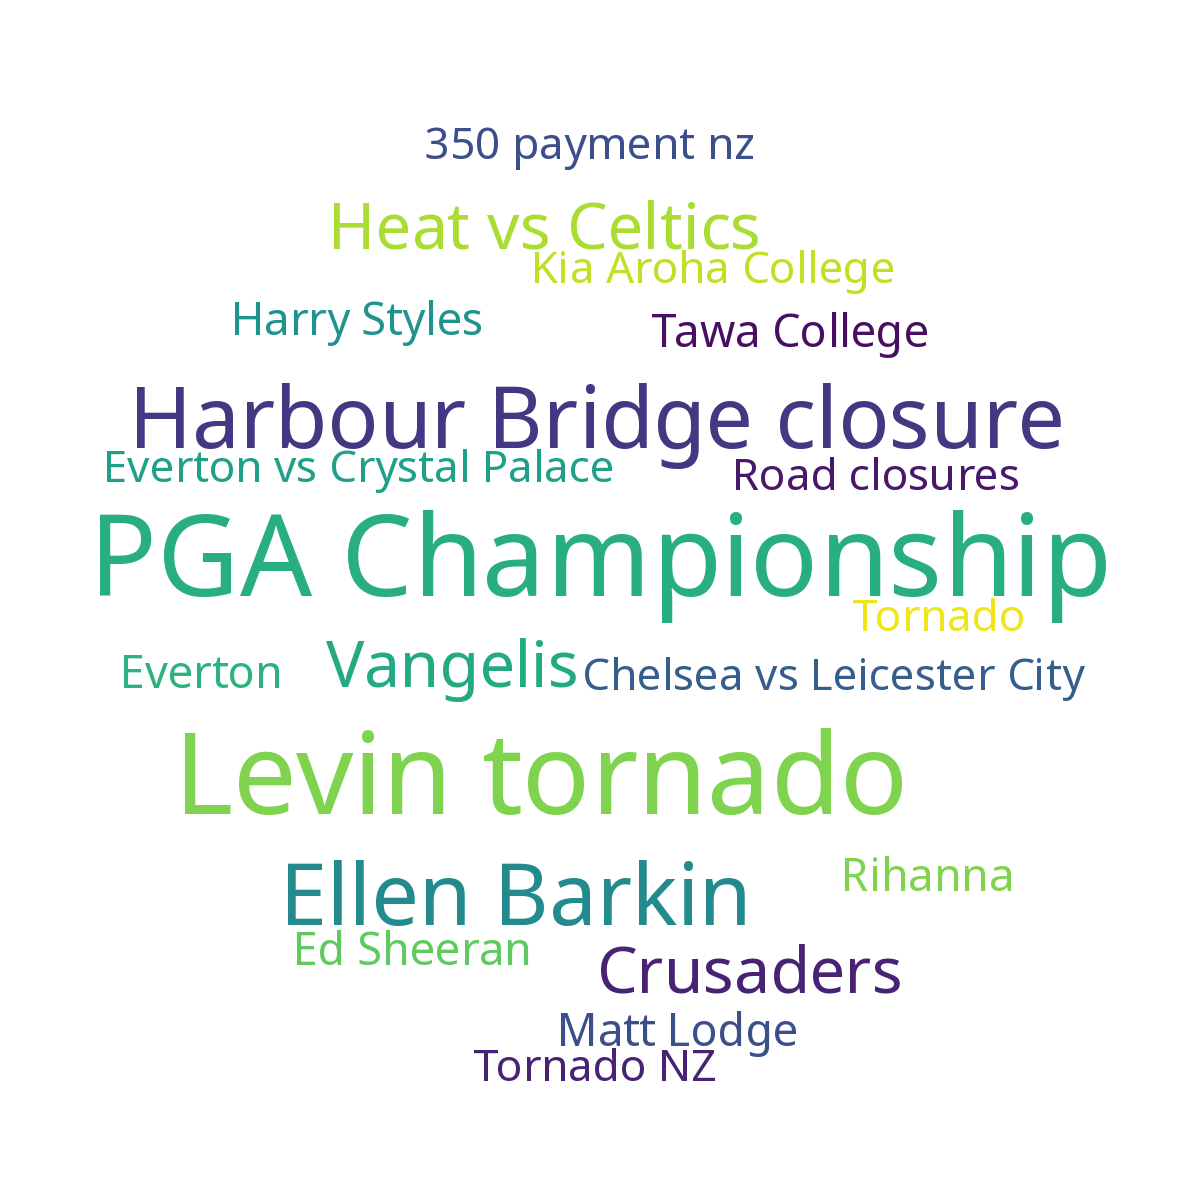 350 payment nz
Heat vs Celtics
Kia Aroha College
Harry Styles
Tawa College
Harbour Bridge closure
Everton vs Crystal Palace
Road closures
PGA Championship
Tornado
Everton
Vangelis
Chelsea vs Leicester City
Levin tornado
Ellen Barkin
Rihanna
Ed Sheeran
Crusaders
Matt Lodge
Tornado NZ